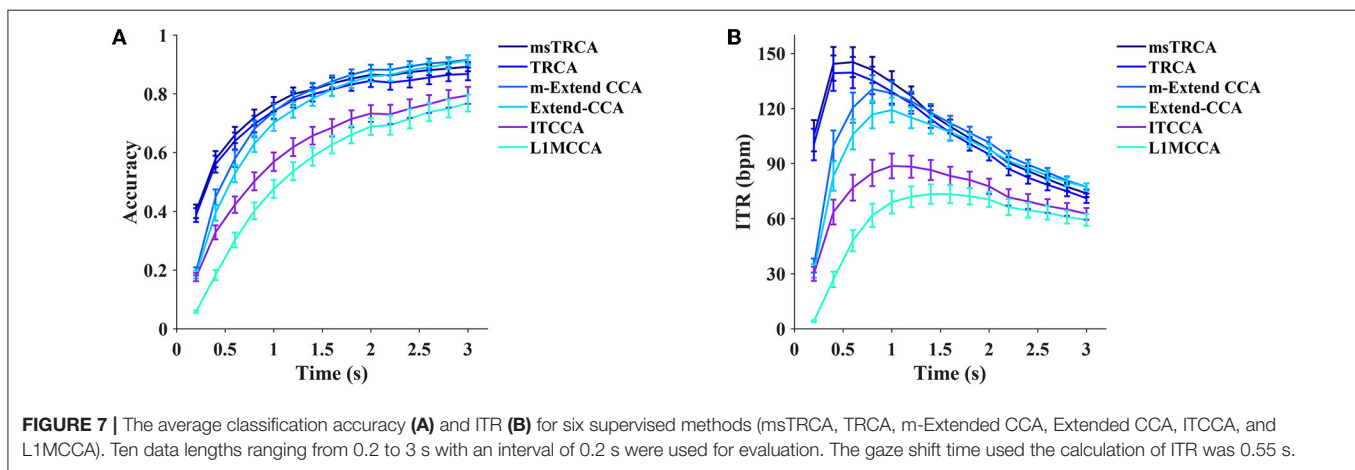 A
1
0.8
0.6
0.4
0.2
0
Accuracy
0
0.5
1
1.5
2
2.5
3
Time (s)
msTRCA
TRCA
m-Extend CCA
Extend-CCA
ITCCA
L1MCCA
B
150
120
90
60
30
0
ITR (bpm)
0
0.5
1
1.5
2
2.5
3
Time (s)
msTRCA
TRCA
m-Extend CCA
Extend-CCA
ITCCA
L1MCCA
FIGURE 7 | The average classification accuracy (A) and ITR (B) for six supervised methods (msTRCA, TRCA, m-Extended CCA, Extended CCA, ITCCA, and
L1MCCA). Ten data lengths ranging from 0.2 to 3 s with an interval of 0.2 s were used for evaluation. The gaze shift time used the calculation of ITR was 0.55 s.